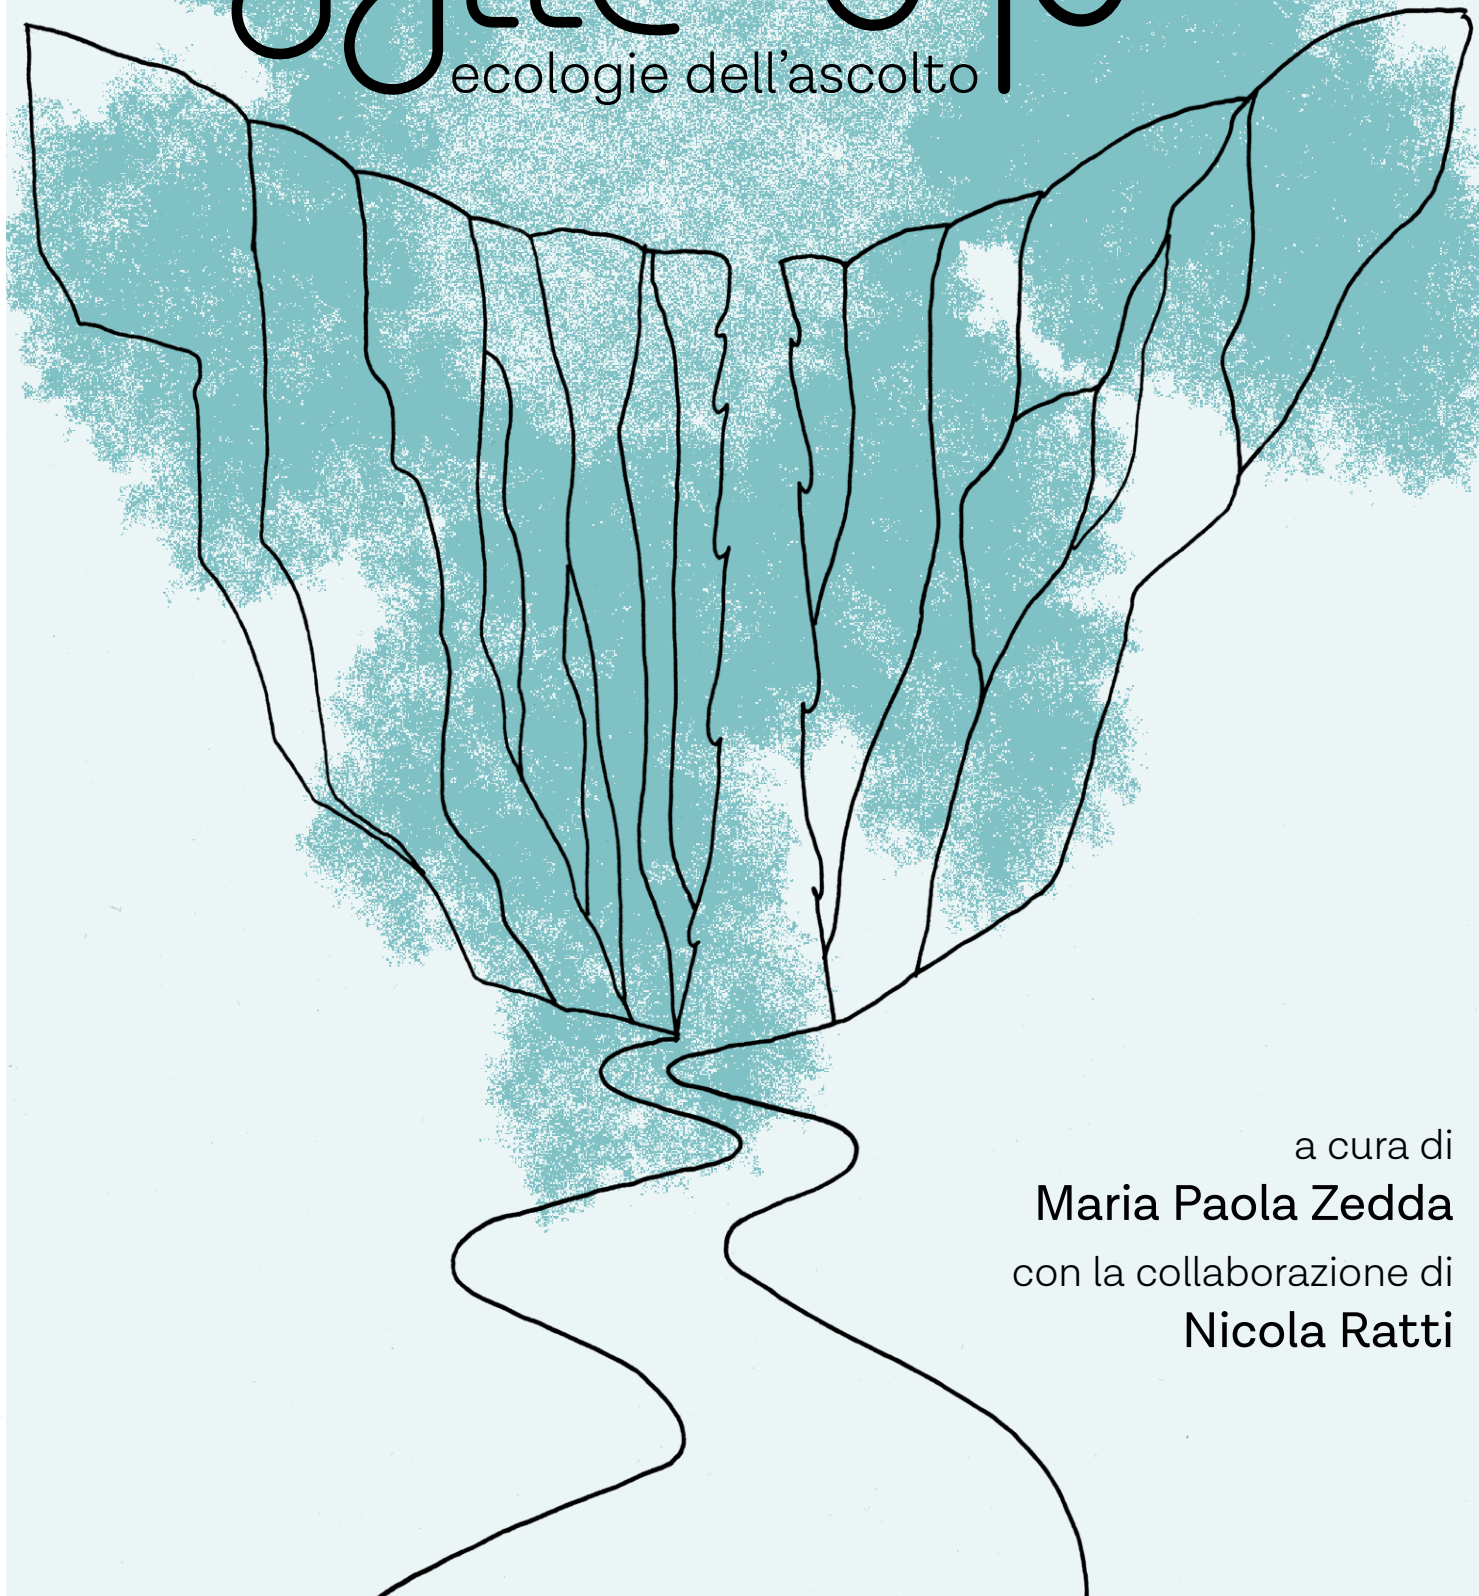 ecologie dell’ascolto
a cura di
Maria Paola Zedda
con la collaborazione di
Nicola Ratti